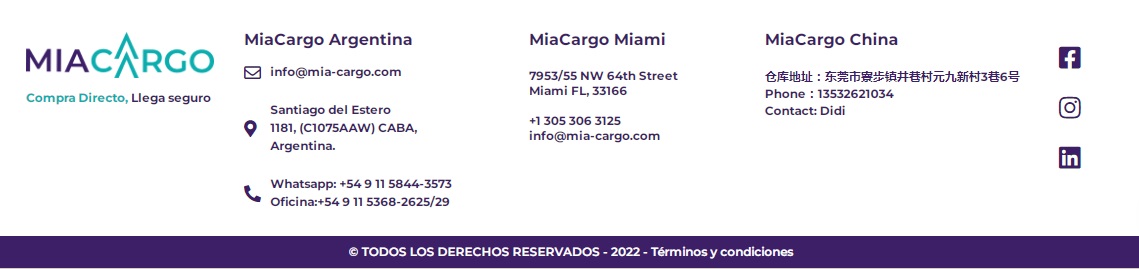 MIACARGO
Compra Directo, Llega seguro
MiaCargo Argentina
info@mia-cargo.com
Santiago del Estero
1181, (C1075AAW) CABA,
Argentina.
Whatsapp: +54 9 11 5844-3573
Oficina:+54 9 11 5368-2625/29
MiaCargo Miami
7953/55 NW 64th Street
Miami FL, 33166
+1 305 306 3125
info@mia-cargo.com
MiaCargo China
仓库地址：东莞市寮步镇井巷村元九新村3巷6号
Phone：13532621034
Contact: Didi
© TODOS LOS DERECHOS RESERVADOS - 2022 - Términos y condiciones